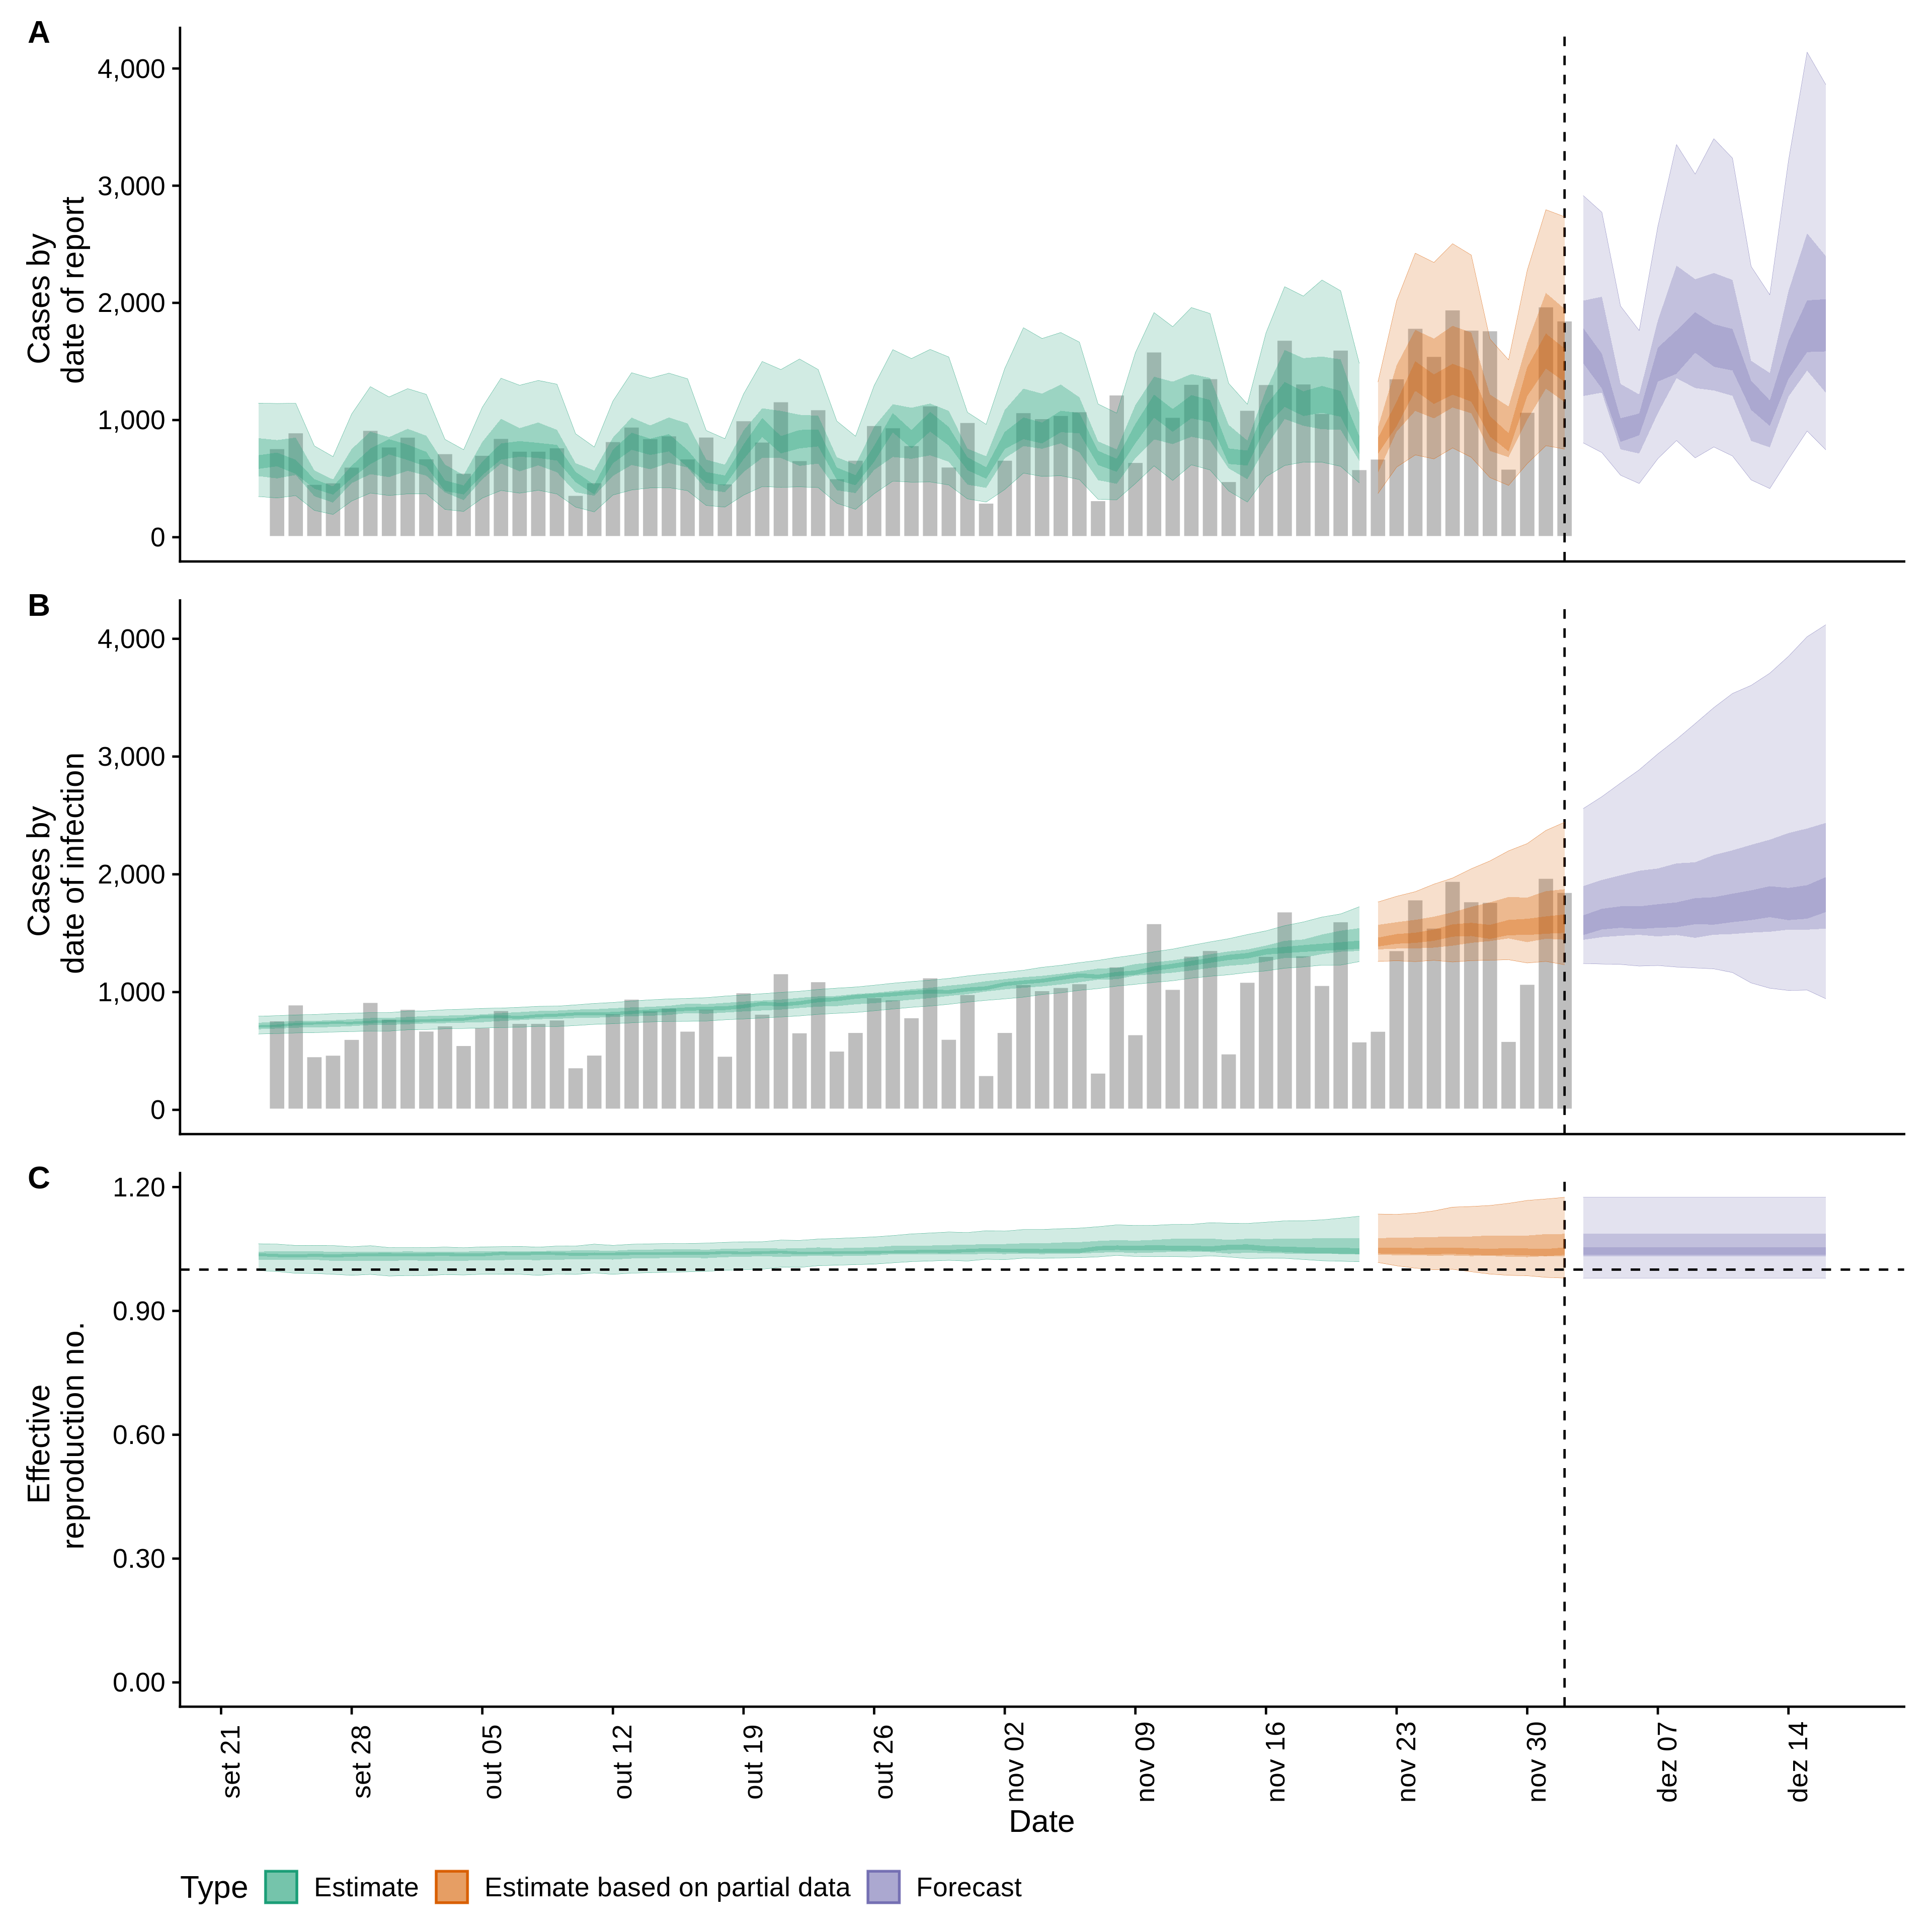 A
Cases by
date of report
4,000
3,000
2,000
1,000
0
B
Cases by
date of infection
4,000
3,000
2,000
1,000
0
C
Effective
reproduction no.
1.20
0.90
0.60
0.30
0.00
set 21
set 28
out 05
out 12
out 19
out 26
nov 02
nov 09
nov 16
nov 23
nov 30
dez 07
dez 14
Date
Type Estimate Estimate based on partial data Forecast